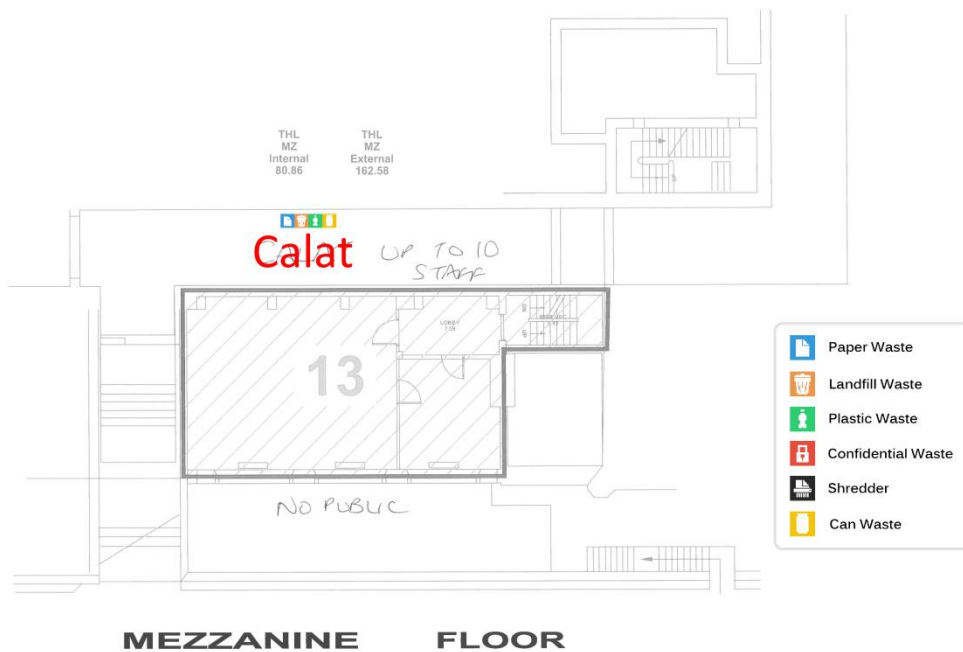 THL
MZ
Internal
80.86
THL
MZ
External
162.58
Calat
UP TO 10
STAFF
LOBBY
13
NO PUBLIC
Paper Waste
Landfill Waste
Plastic Waste
Confidential Waste
Shredder
Can Waste
MEZZANINE FLOOR